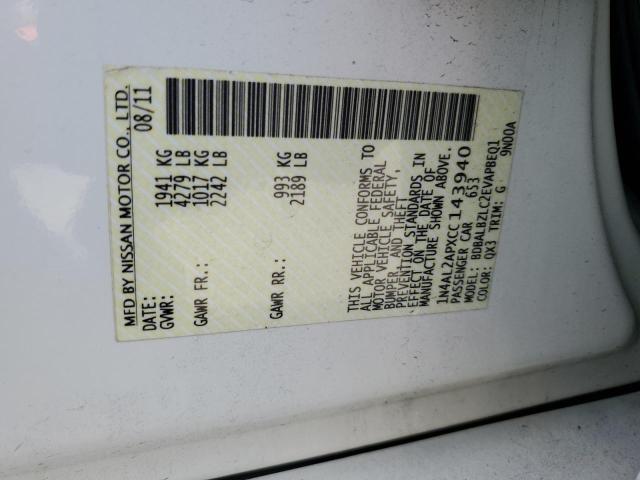 MFD BY NISSAN MOTOR CO., LTD.
DATE: 08/11
GVWR: 1941 KG
4279 LB
GAWR FR.: 1017 KG
2242 LB
GAWR RR.: 993 KG
2189 LB
THIS VEHICLE CONFORMS TO
ALL APPLICABLE FEDERAL
MOTOR VEHICLE SAFETY,
BUMPER, AND THEFT
PREVENTION STANDARDS IN
EFFECT ON THE DATE OF
MANUFACTURE SHOWN ABOVE.
1N4AL2APXCC143940
PASSENGER CAR 653
MODEL: BDBALBZLC2EVAPBEQ1
COLOR: QX3 TRIM: G 9N00A